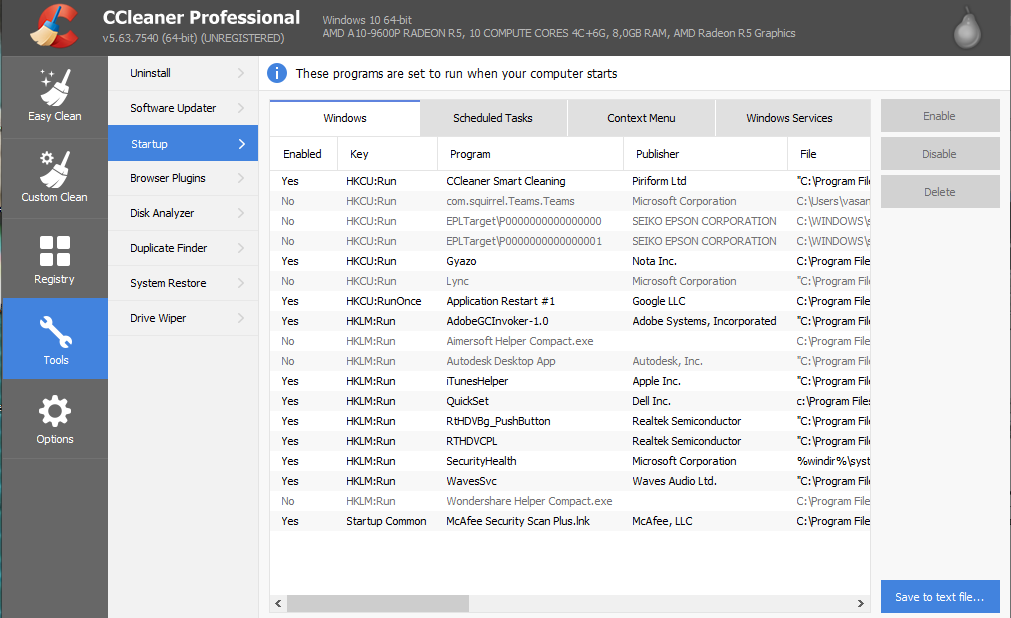 CCleaner Professional
v5.63.7540 (64-bit) (UNREGISTERED)
Windows 10 64-bit
AMD A10-9600P RADEON R5, 10 COMPUTE CORES 4C+6G, 8,0GB RAM, AMD Radeon R5 Graphics
Easy Clean
Custom Clean
Registry
Tools
Options
Uninstall
Software Updater
Startup
Browser Plugins
Disk Analyzer
Duplicate Finder
System Restore
Drive Wiper
These programs are set to run when your computer starts
Windows Scheduled Tasks Context Menu Windows Services
Enabled Key Program Publisher File
Yes HKCU:Run CCleaner Smart Cleaning Piriform Ltd "C:\Program Fil
No HKCU:Run com.squirrel.Teams.Teams Microsoft Corporation C:\Users\vasan
No HKCU:Run EPLTarget\P0000000000000000 SEIKO EPSON CORPORATION C:\WINDOWS\s
No HKCU:Run EPLTarget\P0000000000000001 SEIKO EPSON CORPORATION C:\WINDOWS\s
Yes HKCU:Run Gyazo Nota Inc. C:\Program File
No HKCU:Run Lync Microsoft Corporation "C:\Program Fil
Yes HKCU:RunOnce Application Restart #1 Google LLC C:\Program File
Yes HKLM:Run AdobeGCInvoker-1.0 Adobe Systems, Incorporated "C:\Program Fil
No HKLM:Run Aimersoft Helper Compact.exe C:\Program File
No HKLM:Run Autodesk Desktop App Autodesk, Inc. "C:\Program Fil
Yes HKLM:Run iTunesHelper Apple Inc. "C:\Program Fil
Yes HKLM:Run QuickSet Dell Inc. c:\Program Files
Yes HKLM:Run RtHDVBg_PushButton Realtek Semiconductor "C:\Program Fil
Yes HKLM:Run RTHDVCPL Realtek Semiconductor "C:\Program Fil
Yes HKLM:Run SecurityHealth Microsoft Corporation %windir%\syst
Yes HKLM:Run WavesSvc Waves Audio Ltd. "C:\Program Fil
No HKLM:Run Wondershare Helper Compact.exe C:\Program File
Yes Startup Common McAfee Security Scan Plus.lnk McAfee, LLC C:\Program File
Enable
Disable
Delete
Save to text file...